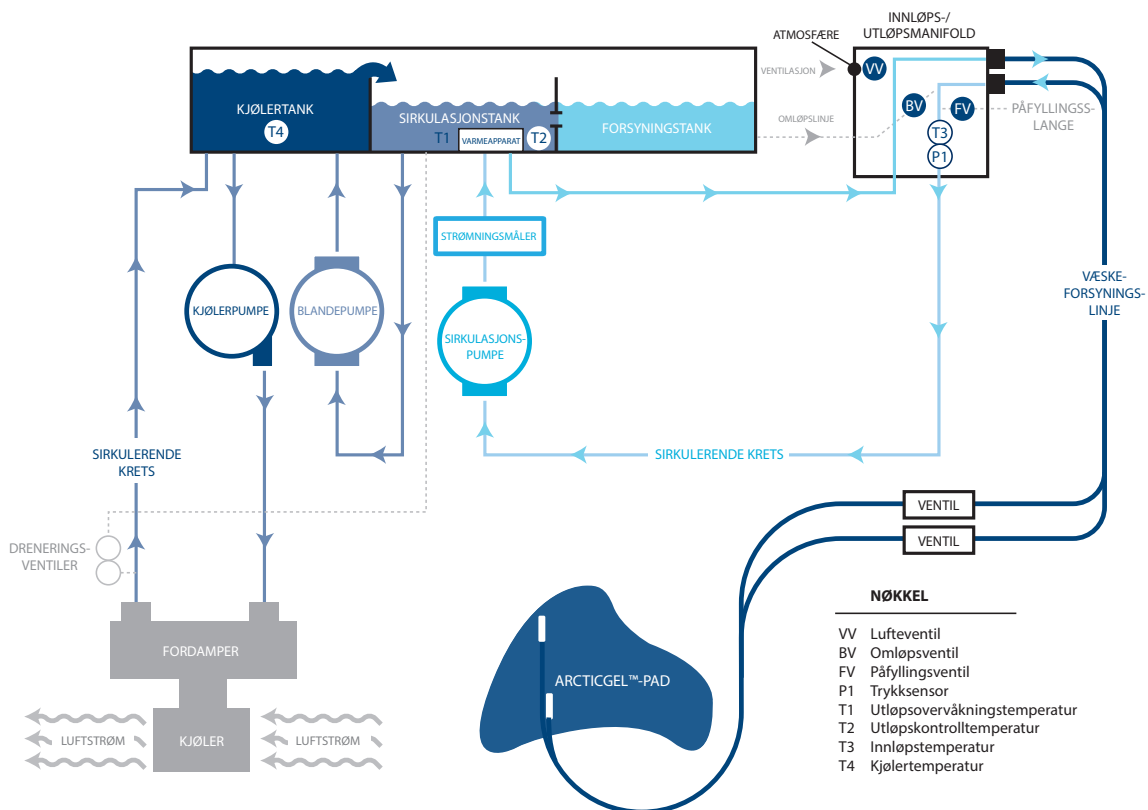 INNLØPS-/
UTLØPSMANIFOLD
ATMOSFÆRE
VENTILASJON
VV
KJØLERTANK
T4
SIRKULASJONSTANK
T1
VARMEAPPARAT
T2
FORSYNINGSTANK
OMLØPSLINJE
BV
FV
PÅFYLLINGSS-
LANGE
T3
P1
STRØMNINGSMÅLER
KJØLERPUMPE
BLANDEPUMPE
SIRKULASJONS-
PUMPE
VÆSKE-
FORSYNINGS-
LINJE
SIRKULERENDE
KRETS
SIRKULERENDE KRETS
VENTIL
VENTIL
DRENERINGS-
VENTILER
FORDAMPER
KJØLER
LUFTSTRØM
LUFTSTRØM
ARCTICGEL™-PAD
NØKKEL
VV Lufteventil
BV Omløpsventil
FV Påfyllingsventil
P1 Trykksensor
T1 Utløpsovervåkningstemperatur
T2 Utløpskontrolltemperatur
T3 Innløpstemperatur
T4 Kjølertemperatur